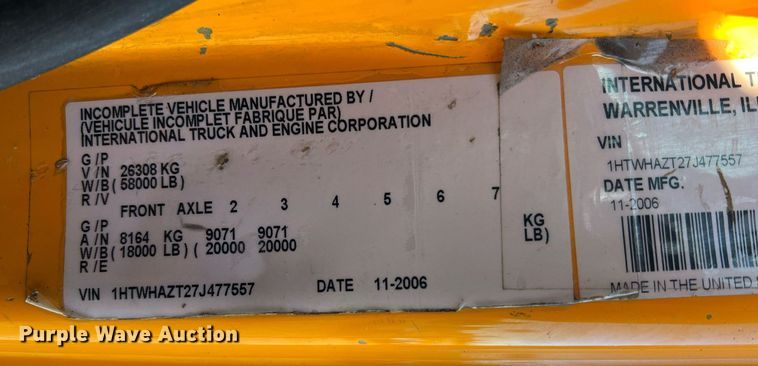 INCOMPLETE VEHICLE MANUFACTURED BY /
(VEHICULE INCOMPLET FABRIQUE PAR)
INTERNATIONAL TRUCK AND ENGINE CORPORATION
G / P
V / N 26308 KG
W/B ( 58000 LB)
R / V
FRONT AXLE 2 3 4 5 6 7
G / P
A / N 8164 KG 9071 9071 KG
W/B ( 18000 LB) ( 20000 20000 LB)
R / E
VIN 1HTWHAZT27J477557 DATE 11-2006
INTERNATIONAL T
WARRENVILLE, IL
VIN
1HTWHAZT27J477557
DATE MFG.
11-2006
MADE IN THE UNITED
Purple Wave Auction